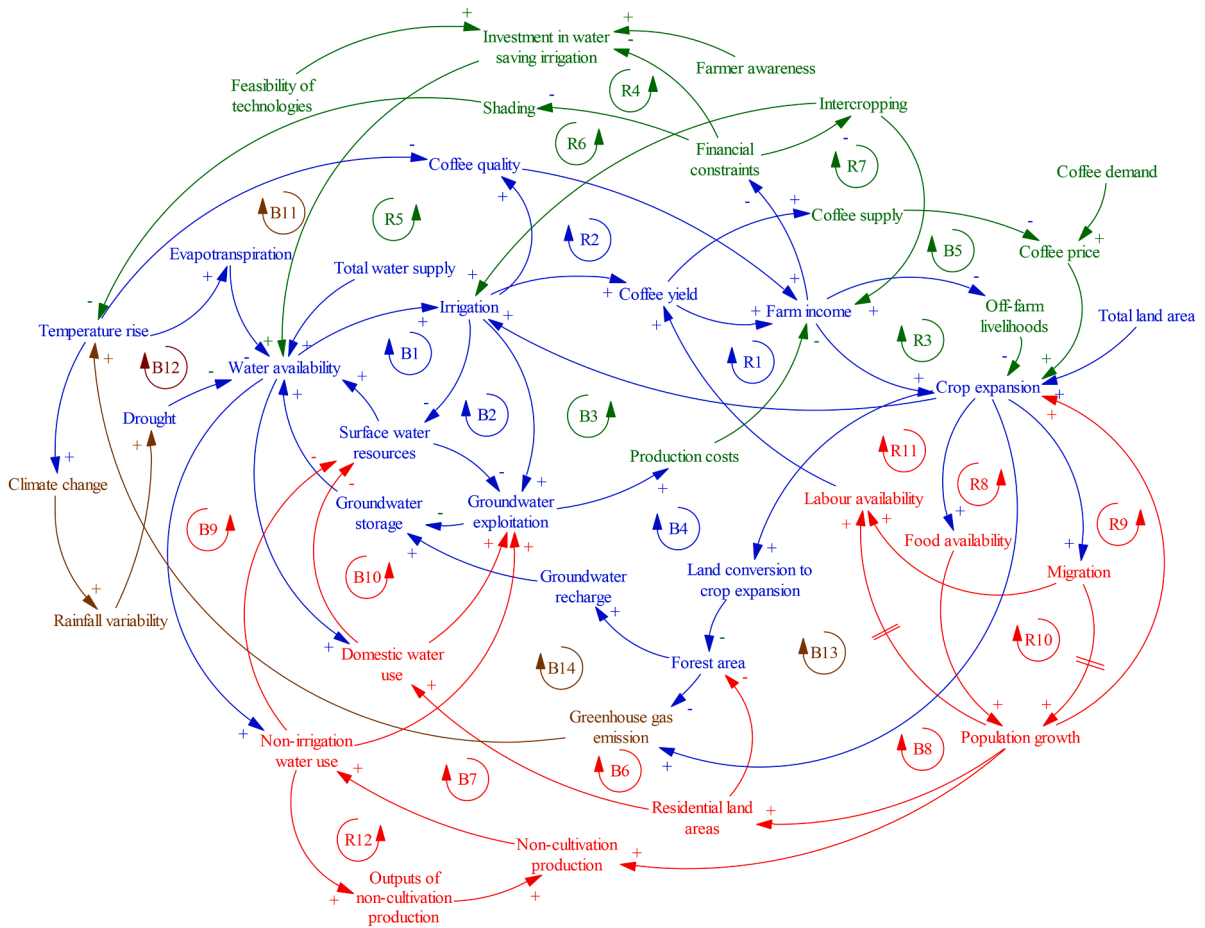 +
+
Investment in water
-
saving irrigation
Farmer awareness
Feasibility of
technologies
R4
Shading
-
Intercropping
R6
Financial
constraints
-
R7
-
Coffee quality
+
Coffee demand
B11
R5
-
+
Coffee supply
-
R2
B5
+
Coffee price
Evapotranspiration
+
Total water supply
+
+
-
-
Irrigation
+
+
Coffee yield
Farm income
+
Off-farm
livelihoods
Total land area
Temperature rise
+
+
+
B1
+
-
R3
+
B12
-
-
Water availability
+
+
R1
+
-
Crop expansion
+
+
Drought
+
-
B2
B3
+
Surface water
resources
-
-
-
Production costs
+
R11
R8
Climate change
+
B9
Groundwater
storage
-
+
Groundwater
exploitation
+
+
B4
Labour availability
+
+
+
Food availability
R9
+
B10
+
Groundwater
recharge
+
Land conversion to
crop expansion
+
Migration
+
Rainfall variability
+
-
B13
R10
Domestic water
use
+
B14
Forest area
-
-
+
+
+
Non-irrigation
water use
+
Greenhouse gas
emission
+
B8
Population growth
B7
B6
Residential land
areas
+
R12
Non-cultivation
production
+
+
Outputs of
non-cultivation
production
+